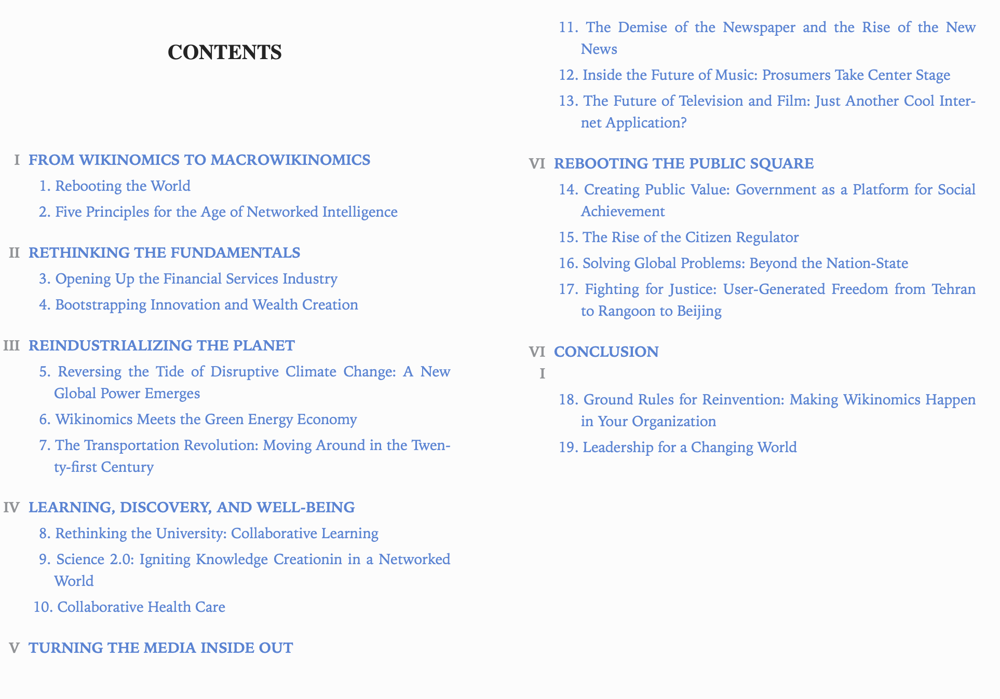 CONTENTS
I FROM WIKINOMICS TO MACROWIKINOMICS
1. Rebooting the World
2. Five Principles for the Age of Networked Intelligence
II RETHINKING THE FUNDAMENTALS
3. Opening Up the Financial Services Industry
4. Bootstrapping Innovation and Wealth Creation
III REINDUSTRIALIZING THE PLANET
5. Reversing the Tide of Disruptive Climate Change: A New
Global Power Emerges
6. Wikinomics Meets the Green Energy Economy
7. The Transportation Revolution: Moving Around in the Twen-
ty-first Century
IV LEARNING, DISCOVERY, AND WELL-BEING
8. Rethinking the University: Collaborative Learning
9. Science 2.0: Igniting Knowledge Creationin in a Networked
World
10. Collaborative Health Care
V TURNING THE MEDIA INSIDE OUT
11. The Demise of the Newspaper and the Rise of the New
News
12. Inside the Future of Music: Prosumers Take Center Stage
13. The Future of Television and Film: Just Another Cool Inter-
net Application?
VI REBOOTING THE PUBLIC SQUARE
14. Creating Public Value: Government as a Platform for Social
Achievement
15. The Rise of the Citizen Regulator
16. Solving Global Problems: Beyond the Nation-State
17. Fighting for Justice: User-Generated Freedom from Tehran
to Rangoon to Beijing
VI CONCLUSION
I
18. Ground Rules for Reinvention: Making Wikinomics Happen
in Your Organization
19. Leadership for a Changing World